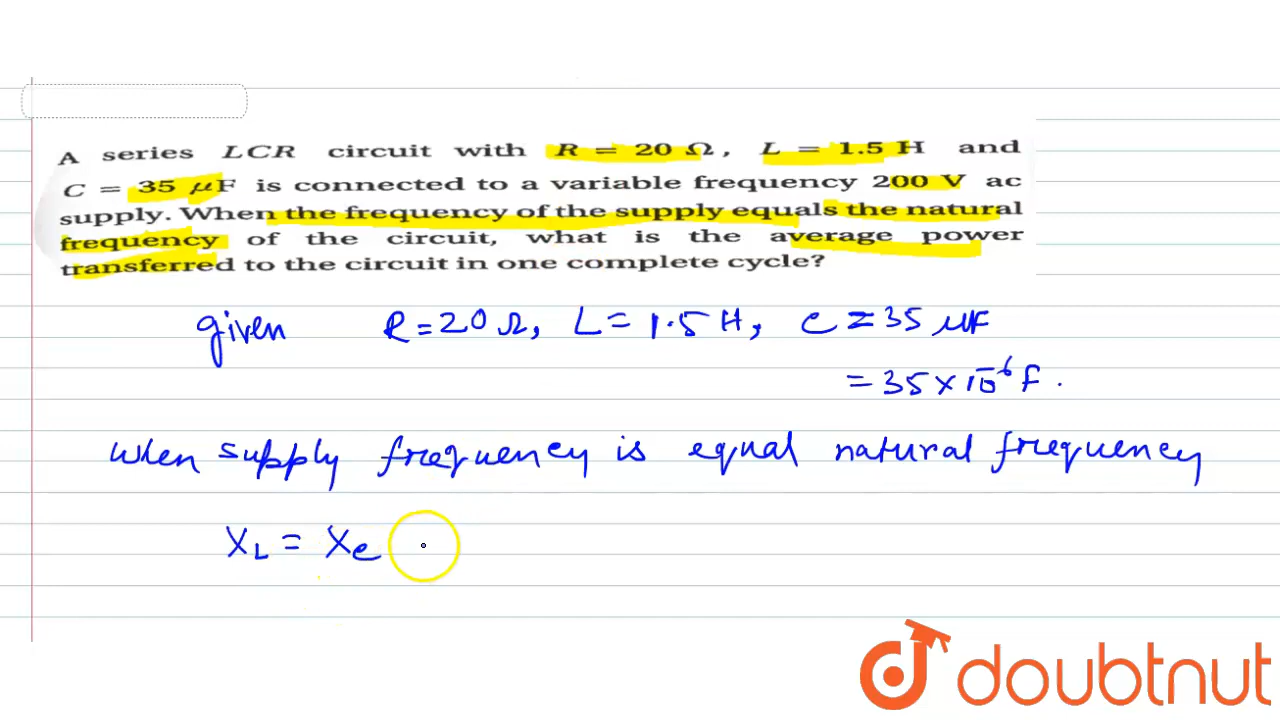 A series LCR circuit with R = 20 Ω, L = 1.5 H and
C = 35 μF is connected to a variable frequency 200 V ac
supply. When the frequency of the supply equals the natural
frequency of the circuit, what is the average power
transferred to the circuit in one complete cycle?
given R = 20 Ω, L = 1.5 H, C = 35 μF
= 35 × 10⁻⁶ F.
when supply frequency is equal natural frequency
X_L = X_C
doubtnut